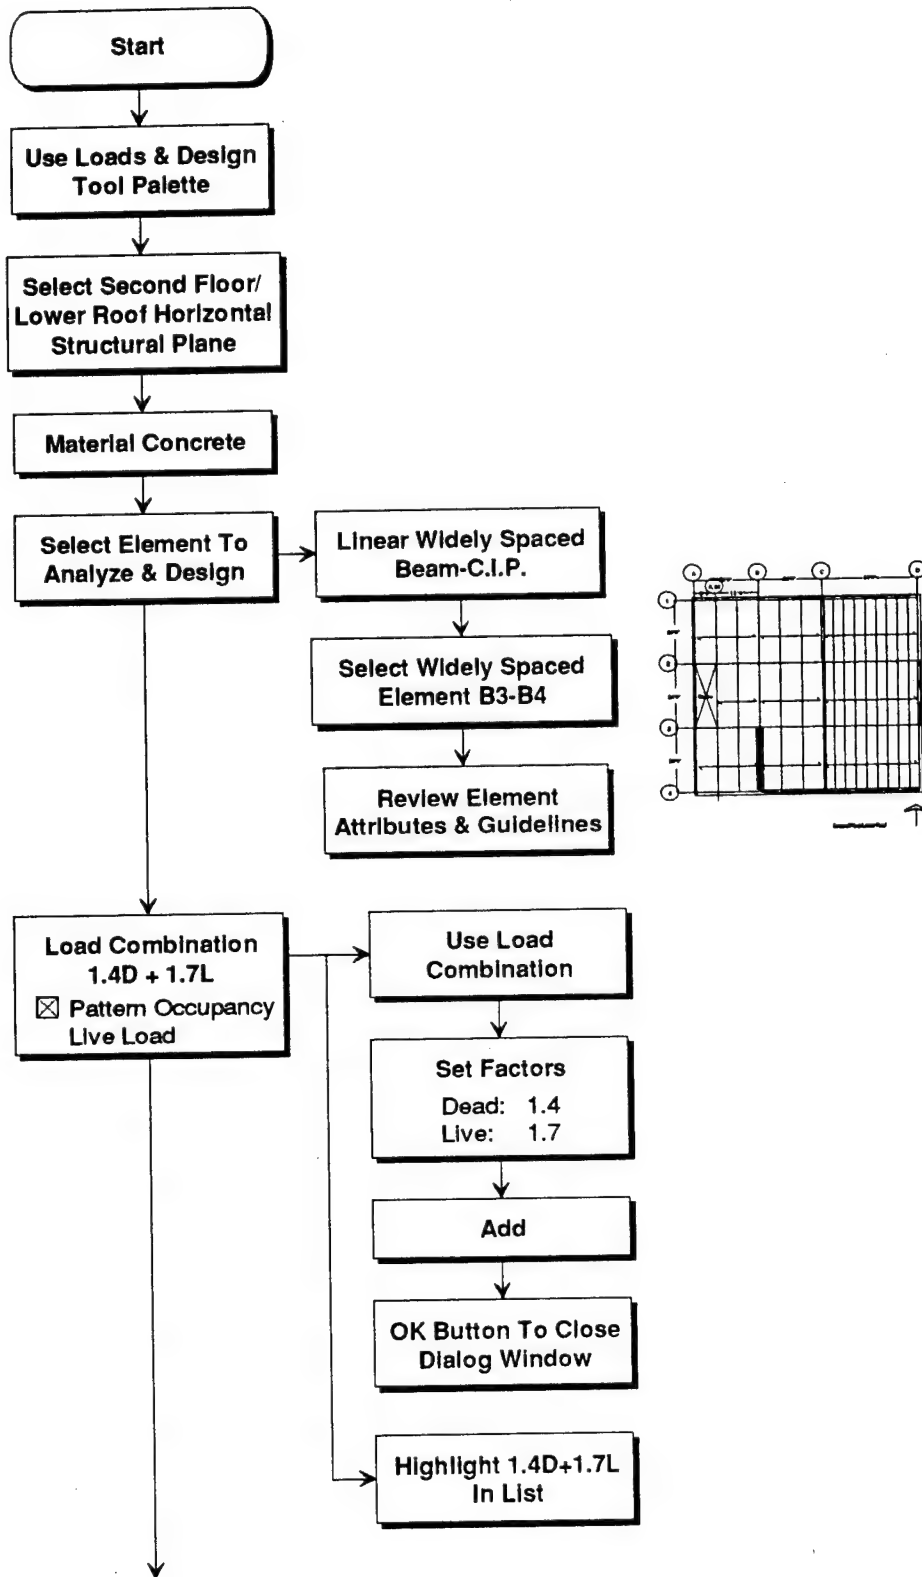 Start
Use Loads & Design
Tool Palette
Select Second Floor/
Lower Roof Horizontal
Structural Plane
Material Concrete
Select Element To
Analyze & Design
Linear Widely Spaced
Beam-C.I.P.
Select Widely Spaced
Element B3-B4
Review Element
Attributes & Guidelines
Load Combination
1.4D + 1.7L
Pattern Occupancy
Live Load
Use Load
Combination
Set Factors
Dead: 1.4
Live: 1.7
Add
OK Button To Close
Dialog Window
Highlight 1.4D+1.7L
In List